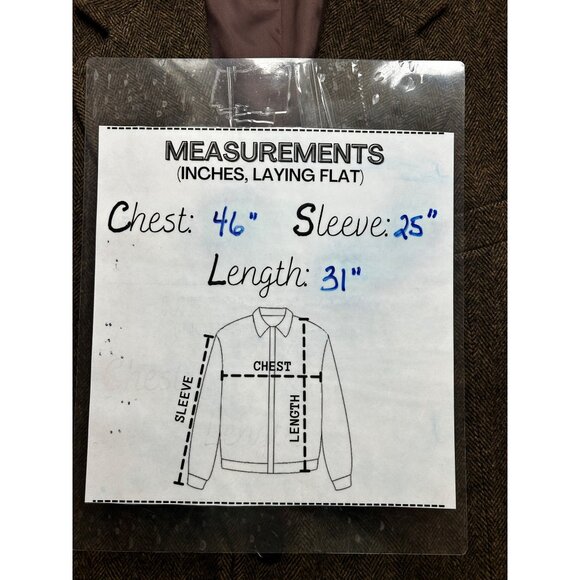 MEASUREMENTS
(INCHES, LAYING FLAT)
Chest: 46" Sleeve: 25"
Length: 31"
CHEST
SLEEVE
LENGTH